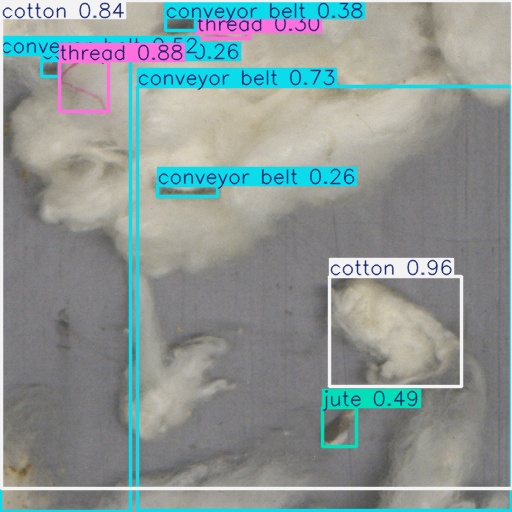 cotton 0.84
conveyor belt 0.38
thread 0.30
0.26
thread 0.88
conveyor belt 0.73
conveyor belt 0.26
cotton 0.96
jute 0.49